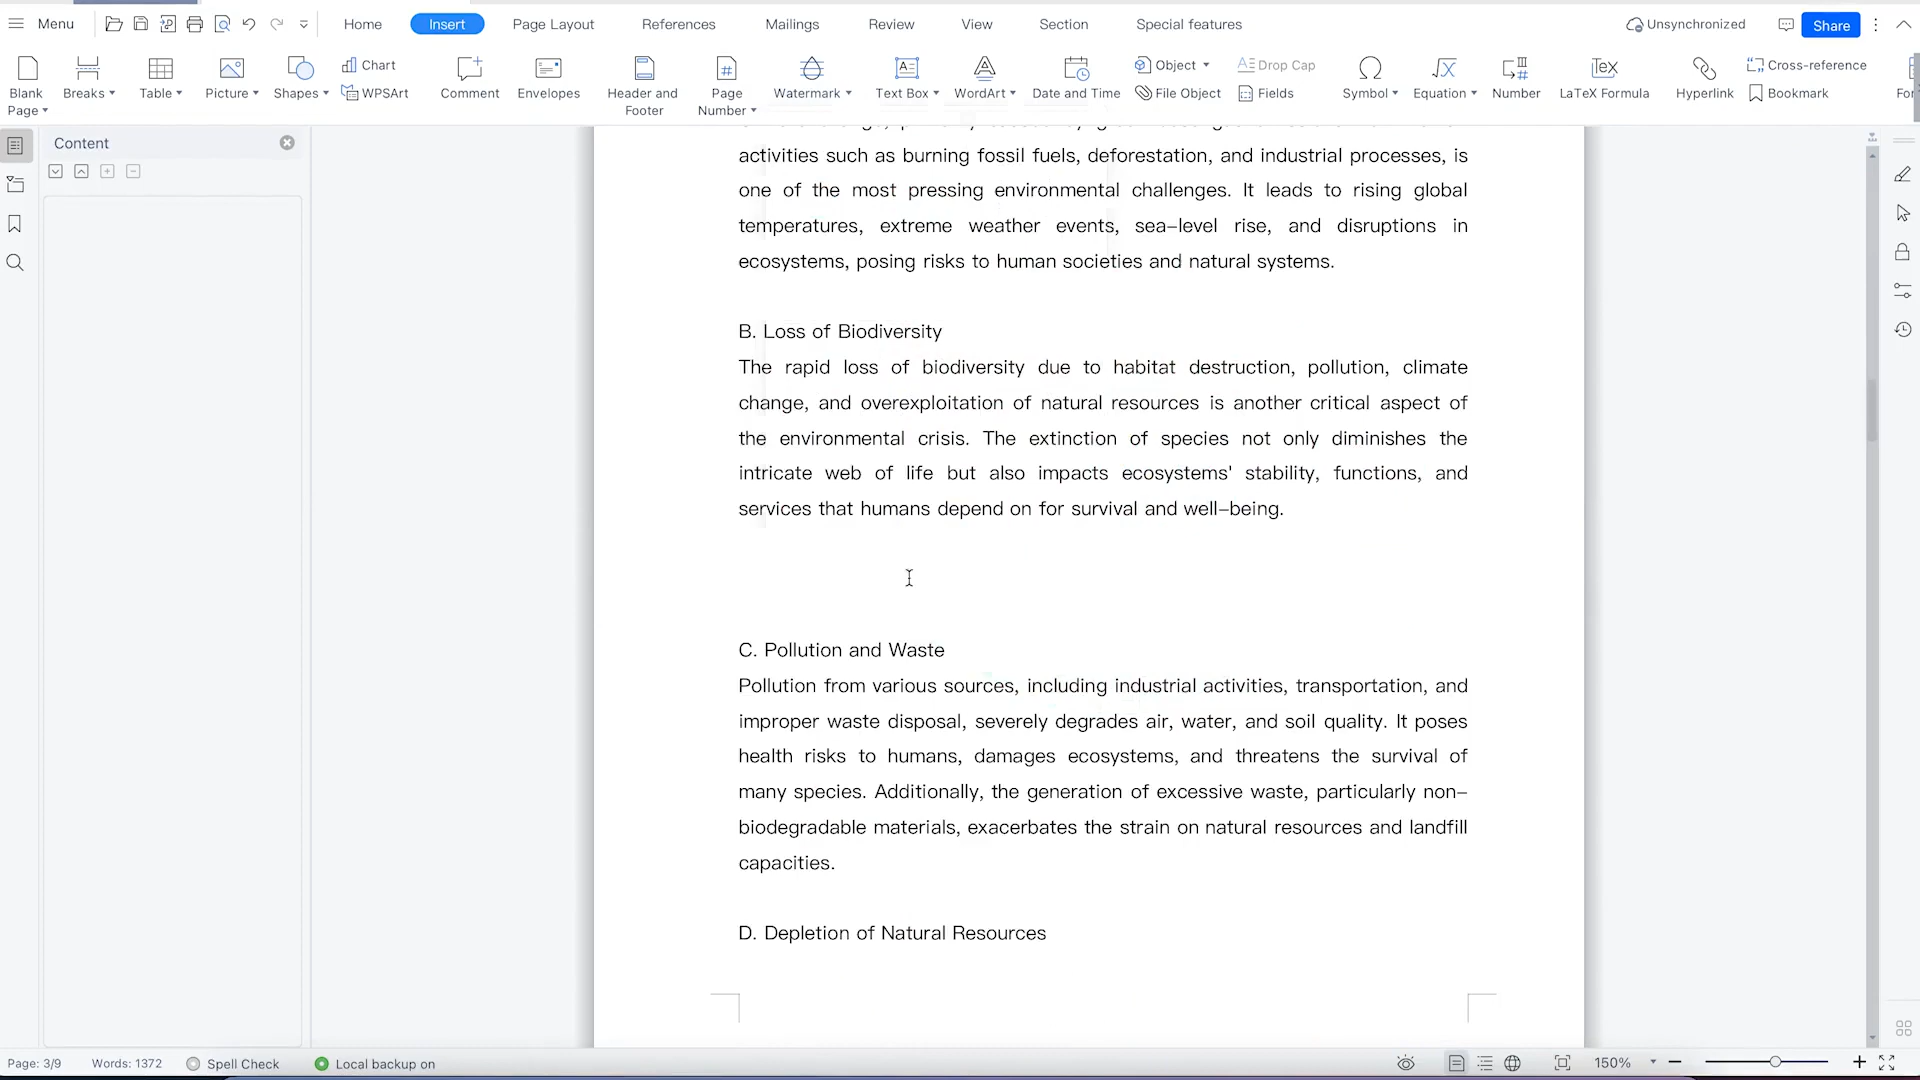 Menu
Home
Insert
Page Layout
References
Mailings
Review
View
Section
Special features
Unsynchronized
Share
Blank Page
Breaks
Table
Picture
Shapes
Chart
WPSArt
Comment
Envelopes
Header and Footer
Page Number
Watermark
Text Box
WordArt
Date and Time
Object
File Object
Drop Cap
Fields
Symbol
Equation
Number
LaTeX Formula
Hyperlink
Cross-reference
Bookmark
Content
activities such as burning fossil fuels, deforestation, and industrial processes, is
one of the most pressing environmental challenges. It leads to rising global
temperatures, extreme weather events, sea-level rise, and disruptions in
ecosystems, posing risks to human societies and natural systems.
B. Loss of Biodiversity
The rapid loss of biodiversity due to habitat destruction, pollution, climate
change, and overexploitation of natural resources is another critical aspect of
the environmental crisis. The extinction of species not only diminishes the
intricate web of life but also impacts ecosystems' stability, functions, and
services that humans depend on for survival and well-being.
C. Pollution and Waste
Pollution from various sources, including industrial activities, transportation, and
improper waste disposal, severely degrades air, water, and soil quality. It poses
health risks to humans, damages ecosystems, and threatens the survival of
many species. Additionally, the generation of excessive waste, particularly non-
biodegradable materials, exacerbates the strain on natural resources and landfill
capacities.
D. Depletion of Natural Resources
Page: 3/9
Words: 1372
Spell Check
Local backup on
150%